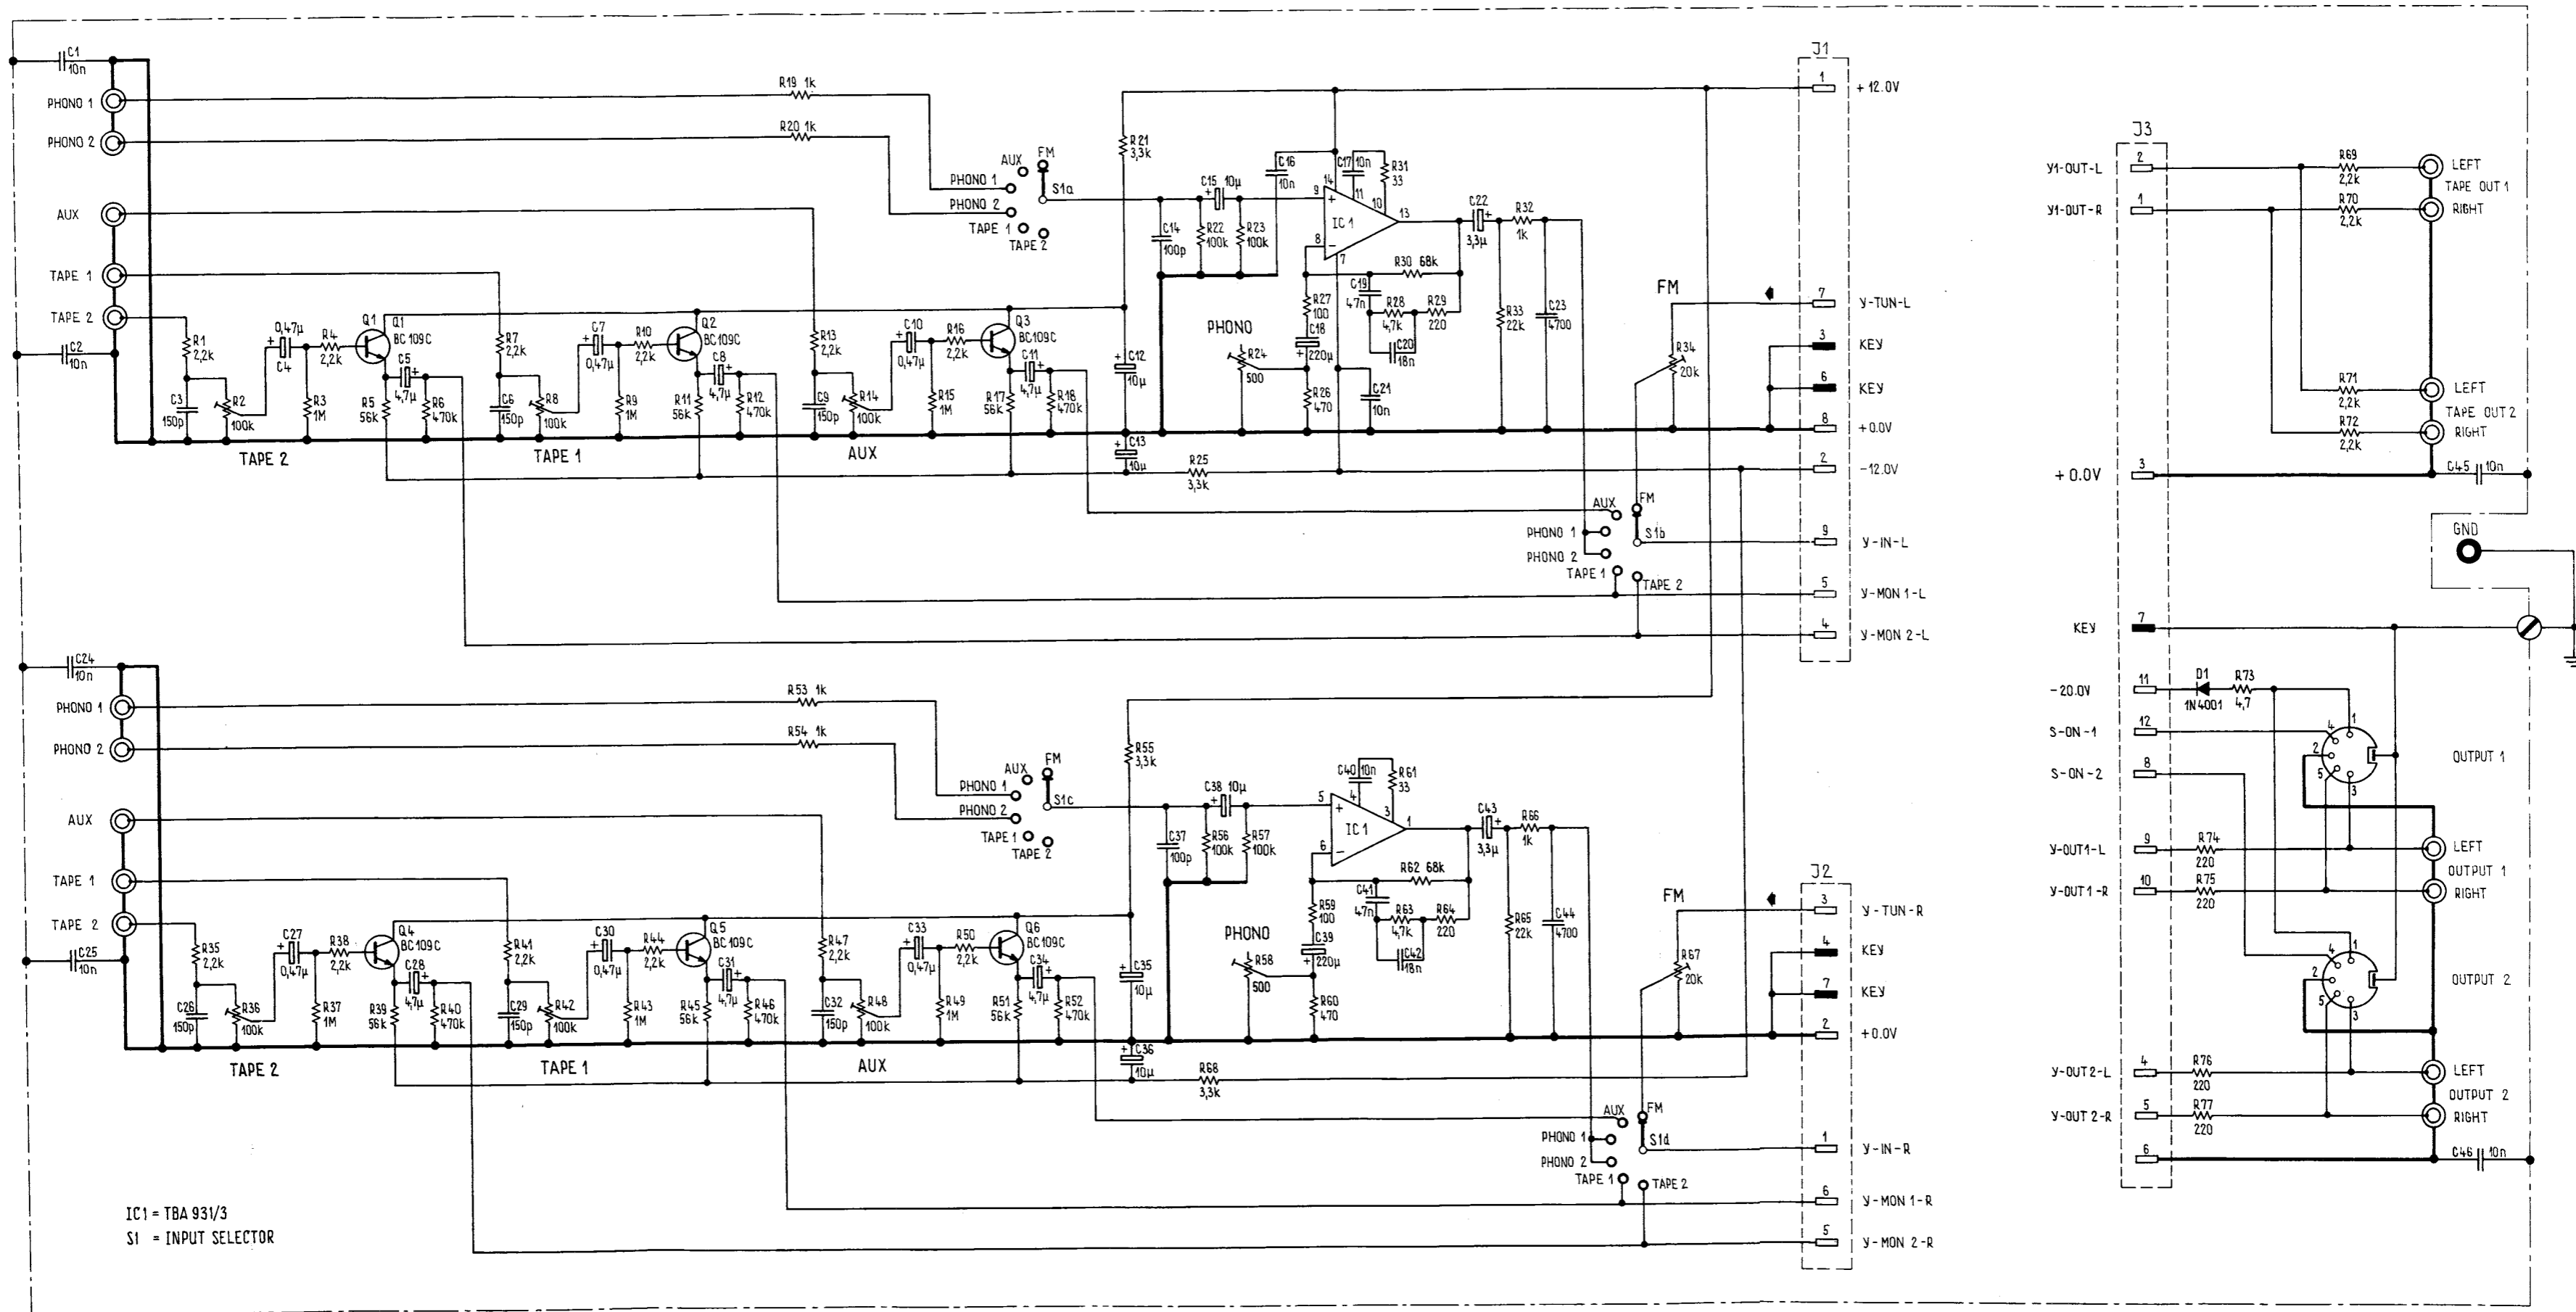 C1
10n
PHONO 1
PHONO 2
AUX
TAPE 1
TAPE 2
C2
10n
R19 1k
R20 1k
R1
2,2k
C3
150p
R2
100k
0,47µ
C4
R3
1M
R4
2,2k
Q1
Q1
BC109C
R5
56k
C5
4,7µ
R6
470k
TAPE 2
R7
2,2k
C6
150p
R8
100k
C7
0,47µ
R9
1M
R10
2,2k
Q2
BC109C
R11
56k
C8
4,7µ
R12
470k
TAPE 1
R13
2,2k
C9
150p
R14
100k
C10
0,47µ
R15
1M
R16
2,2k
Q3
BC109C
R17
56k
C11
4,7µ
R18
470k
AUX
AUX
FM
PHONO 1
S1a
PHONO 2
TAPE 1
TAPE 2
R21
3,3k
C12
10µ
C13
10µ
R25
3,3k
C14
100p
C15 10µ
R22
100k
R23
100k
C16
10n
C17 10n
R31
33
14
9
11
10
13
IC1
8
7
C22
3,3µ
R32
1k
R30 68k
C19
47n
R28
4,7k
R29
220
C20
18n
R27
100
C18
220µ
PHONO
R24
500
R26
470
C21
10n
R33
22k
C23
4700
FM
R34
20k
AUX
FM
PHONO 1
S1b
PHONO 2
TAPE 1
TAPE 2
J1
1
+12.0V
7
Y-TUN-L
3
KEY
6
KEY
8
+0.0V
2
-12.0V
9
Y-IN-L
5
Y-MON 1-L
4
Y-MON 2-L
C24
10n
PHONO 1
PHONO 2
AUX
TAPE 1
TAPE 2
C25
10n
R53 1k
R54 1k
R35
2,2k
C26
150p
R36
100k
C27
0,47µ
R37
1M
R38
2,2k
Q4
BC109C
R39
56k
C28
4,7µ
R40
470k
TAPE 2
R41
2,2k
C29
150p
R42
100k
C30
0,47µ
R43
1M
R44
2,2k
Q5
BC109C
R45
56k
C31
4,7µ
R46
470k
TAPE 1
R47
2,2k
C32
150p
R48
100k
C33
0,47µ
R49
1M
R50
2,2k
Q6
BC109C
R51
56k
C34
4,7µ
R52
470k
AUX
AUX
FM
PHONO 1
S1c
PHONO 2
TAPE 1
TAPE 2
R55
3,3k
C35
10µ
C36
10µ
R68
3,3k
C37
100p
C38 10µ
R56
100k
R57
100k
C40 10n
R61
33
5
4
3
1
IC1
6
C43
3,3µ
R66
1k
R62 68k
C41
47n
R63
4,7k
R64
220
C42
18n
R59
100
C39
220µ
PHONO
R58
500
R60
470
R65
22k
C44
4700
FM
R67
20k
AUX
FM
PHONO 1
S1d
PHONO 2
TAPE 1
TAPE 2
J2
3
Y-TUN-R
4
KEY
7
KEY
2
+0.0V
1
Y-IN-R
6
Y-MON 1-R
5
Y-MON 2-R
IC1 = TBA 931/3
S1 = INPUT SELECTOR
J3
Y1-OUT-L
2
R69
2,2k
LEFT
TAPE OUT 1
Y1-OUT-R
1
R70
2,2k
RIGHT
R71
2,2k
LEFT
TAPE OUT 2
R72
2,2k
RIGHT
+0.0V
3
C45
10n
GND
KEY
7
-20.0V
11
D1
1N4001
R73
4,7
S-ON-1
12
4
1
2
5
3
OUTPUT 1
S-ON-2
8
Y-OUT1-L
9
R74
220
LEFT
OUTPUT 1
Y-OUT1-R
10
R75
220
RIGHT
4
1
2
5
3
OUTPUT 2
Y-OUT2-L
4
R76
220
LEFT
OUTPUT 2
Y-OUT2-R
5
R77
220
RIGHT
6
C46
10n